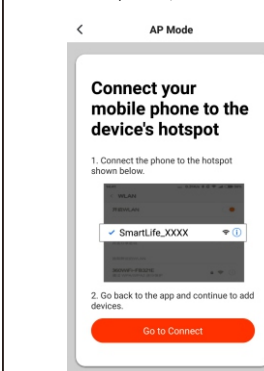 AP Mode
Connect your
mobile phone to the
device's hotspot
1. Connect the phone to the hotspot
shown below.
WLAN
SmartLife_XXXX
2. Go back to the app and continue to add
devices.
Go to Connect